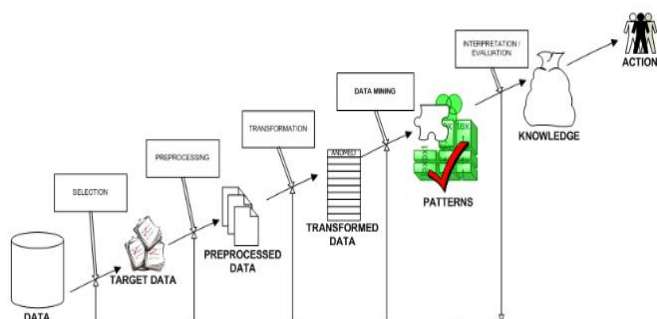 INTERPRETATION /
EVALUATION
ACTION
DATA MINING
KNOWLEDGE
TRANSFORMATION
PATTERNS
PREPROCESSING
TRANSFORMED
DATA
SELECTION
PREPROCESSED
DATA
TARGET DATA
DATA